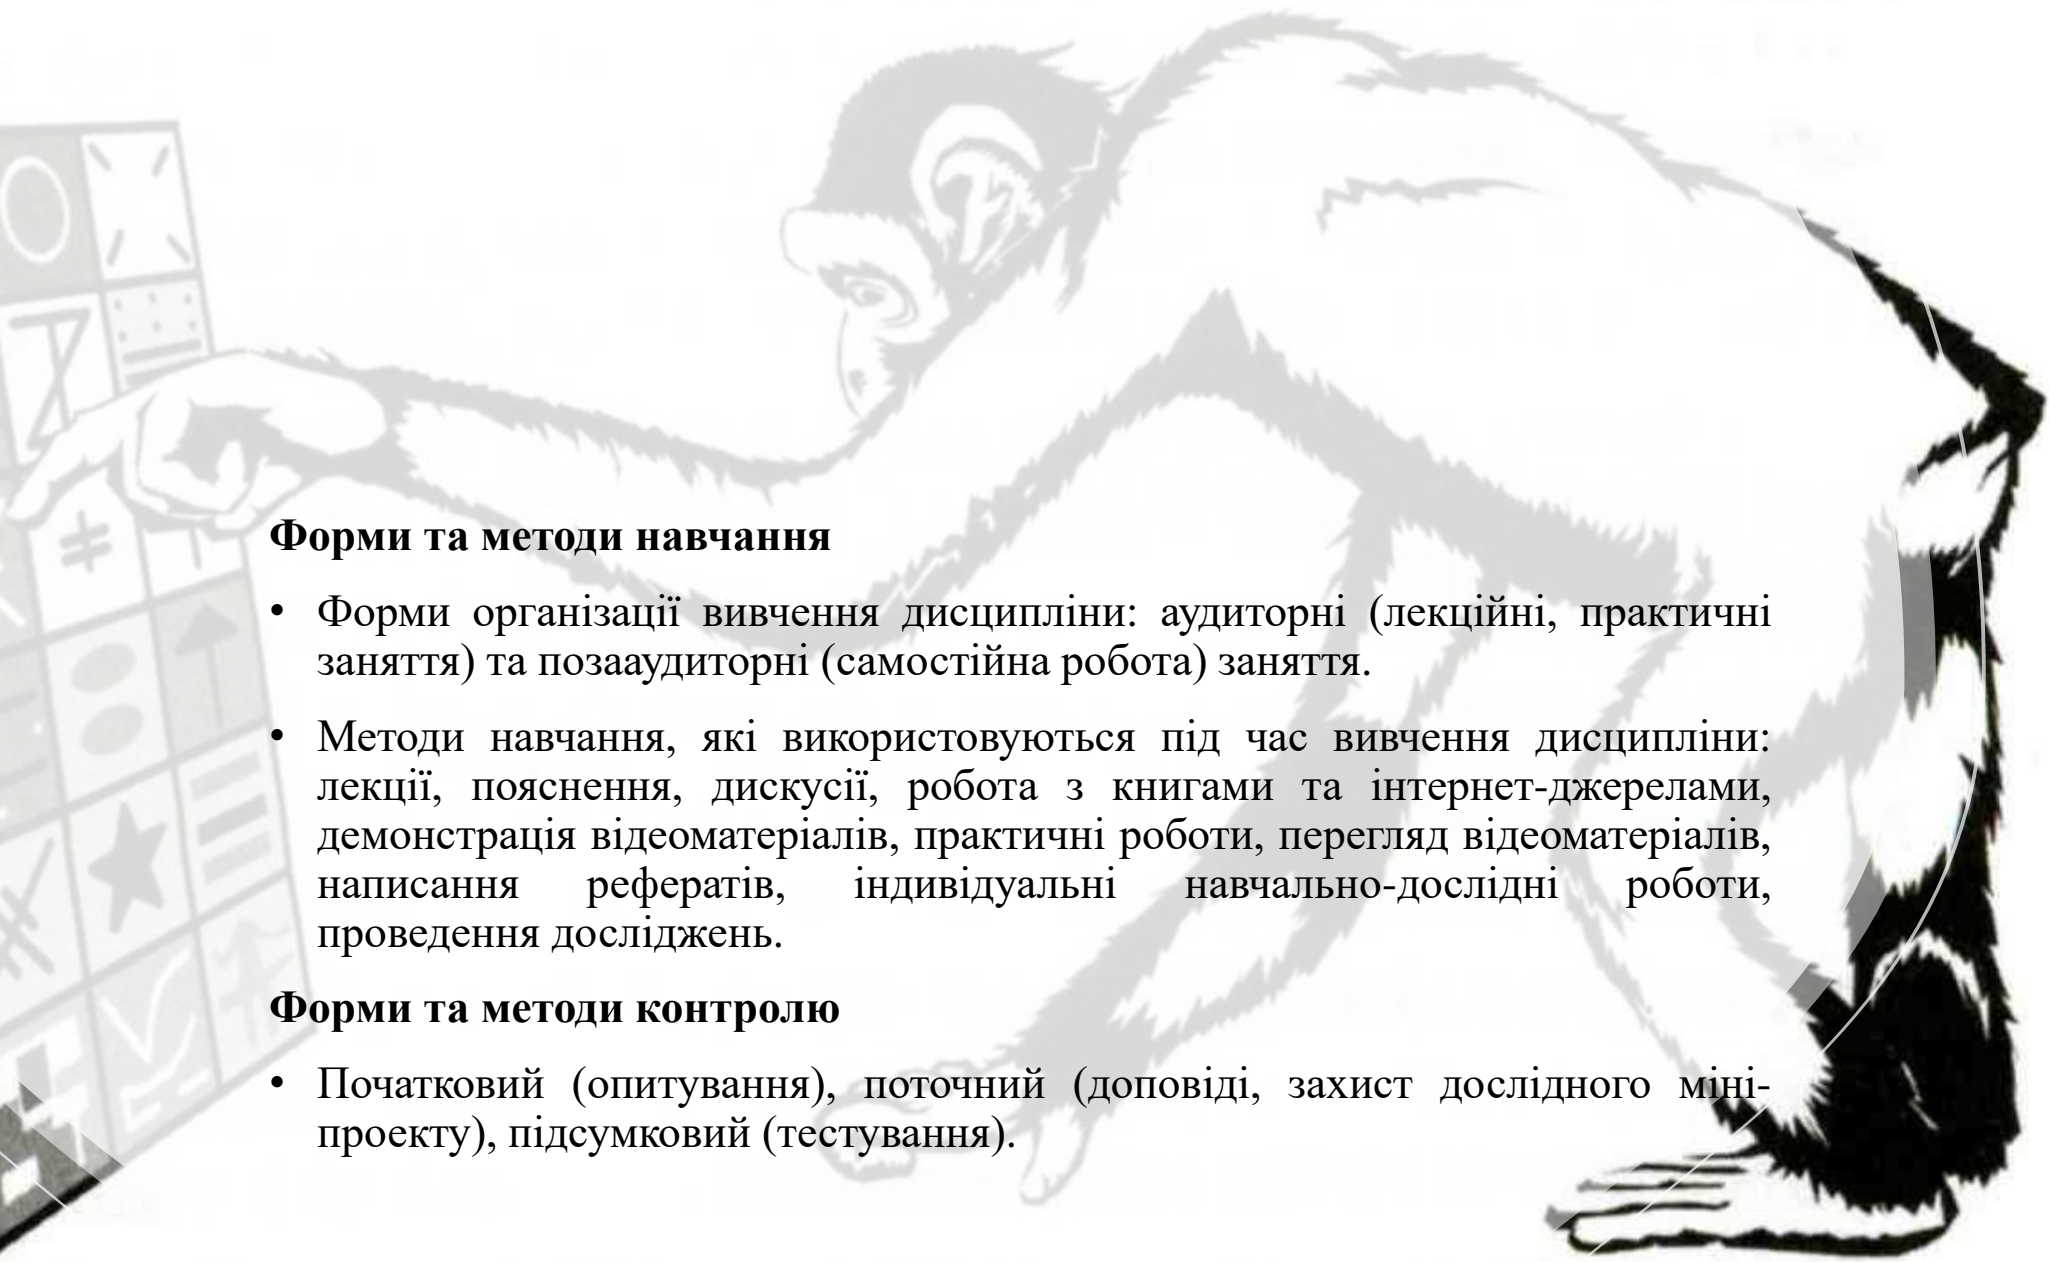 Форми та методи навчання
• Форми організації вивчення дисципліни: аудиторні (лекційні, практичні
заняття) та позааудиторні (самостійна робота) заняття.
• Методи навчання, які використовуються під час вивчення дисципліни:
лекції, пояснення, дискусії, робота з книгами та інтернет-джерелами,
демонстрація відеоматеріалів, практичні роботи, перегляд відеоматеріалів,
написання рефератів, індивідуальні навчально-дослідні роботи,
проведення досліджень.
Форми та методи контролю
• Початковий (опитування), поточний (доповіді, захист дослідного міні-
проекту), підсумковий (тестування).